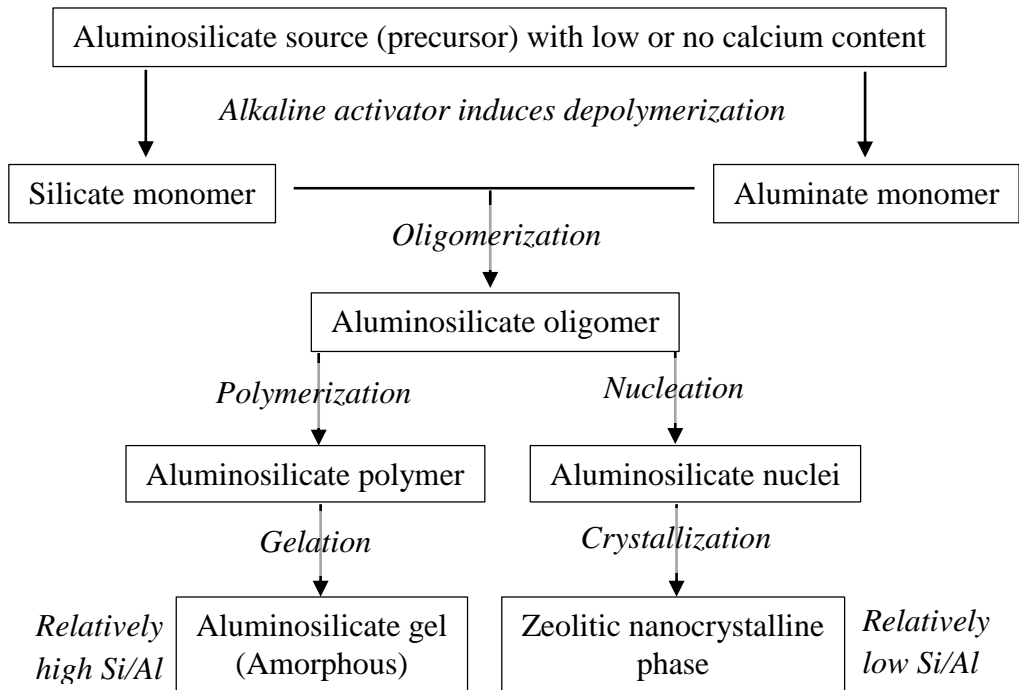 Aluminosilicate source (precursor) with low or no calcium content
Alkaline activator induces depolymerization
Silicate monomer
Aluminate monomer
Oligomerization
Aluminosilicate oligomer
Polymerization
Nucleation
Aluminosilicate polymer
Aluminosilicate nuclei
Gelation
Crystallization
Relatively
high Si/Al
Aluminosilicate gel
(Amorphous)
Zeolitic nanocrystalline
phase
Relatively
low Si/Al